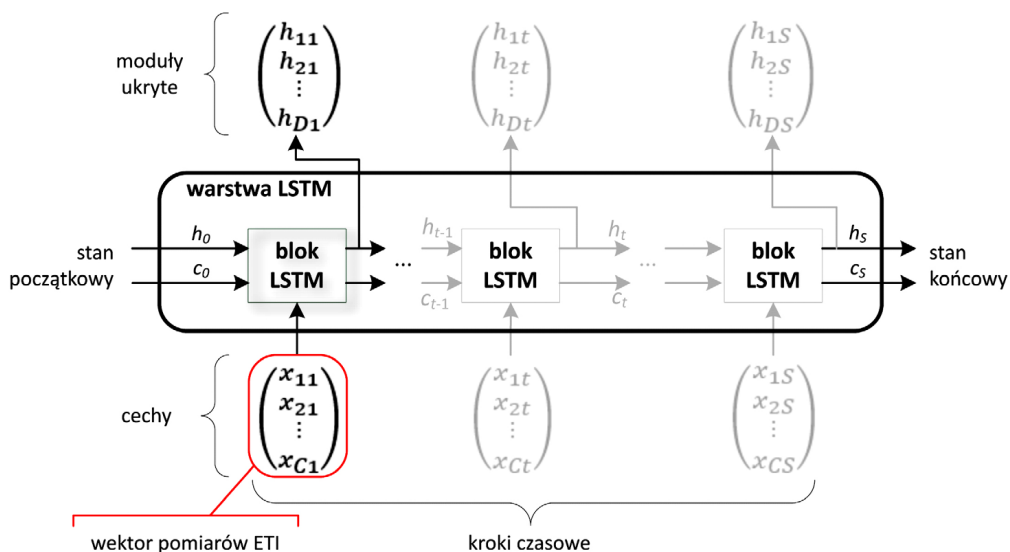 moduły
ukryte
h11
h21
⋮
hD1
h1t
h2t
⋮
hDt
h1S
h2S
⋮
hDS
warstwa LSTM
stan
początkowy
h0
c0
blok
LSTM
...
ht-1
ct-1
blok
LSTM
ht
ct
...
blok
LSTM
hS
cS
stan
końcowy
cechy
x11
x21
⋮
xC1
x1t
x2t
⋮
xCt
x1S
x2S
⋮
xCS
wektor pomiarów ETI
kroki czasowe